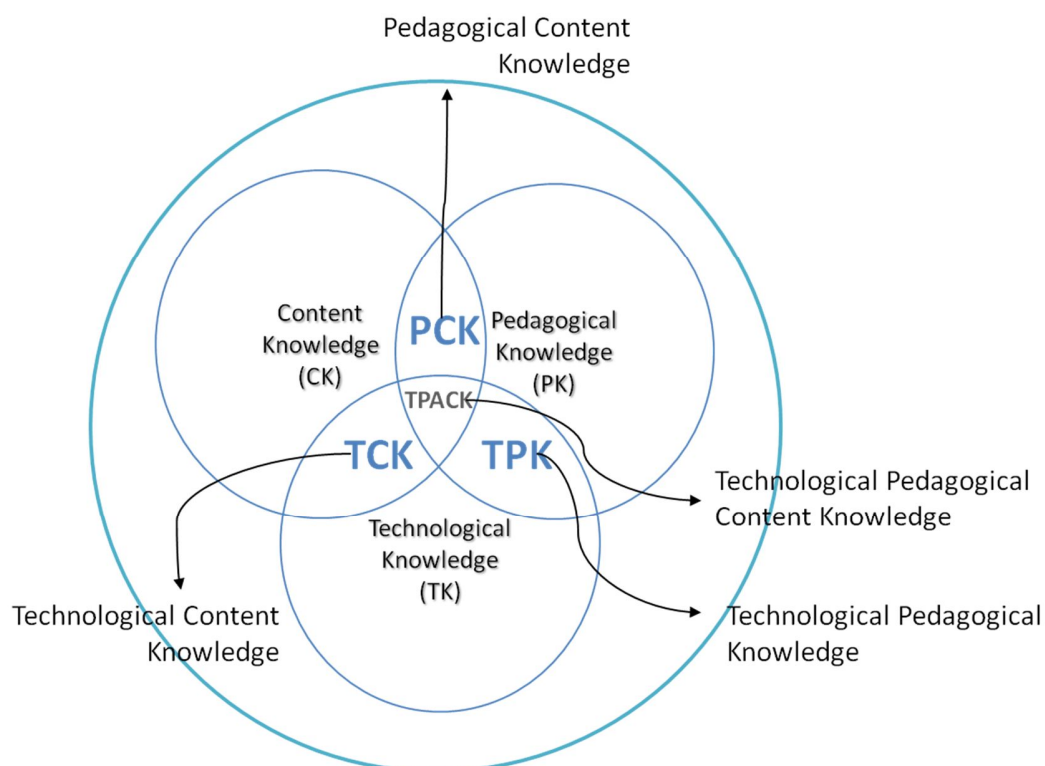 Pedagogical Content
Knowledge
Content
Knowledge
(CK)
PCK
Pedagogical
Knowledge
(PK)
TPACK
TCK
TPK
Technological Pedagogical
Content Knowledge
Technological
Knowledge
(TK)
Technological Content
Knowledge
Technological Pedagogical
Knowledge